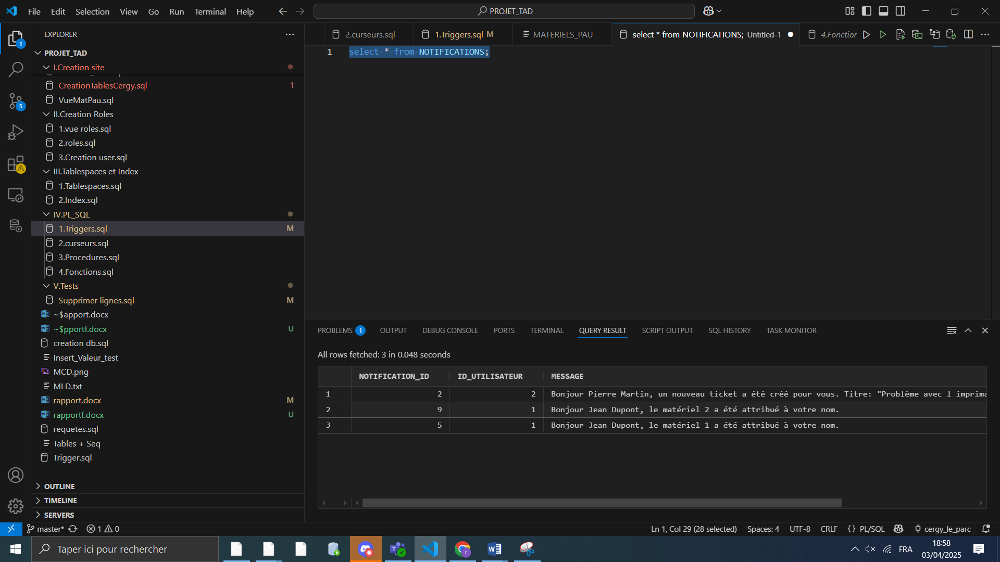 File Edit Selection View Go Run Terminal Help
PROJET_TAD
EXPLORER
2.curseurs.sql
1.Triggers.sql M
MATERIELS_PAU
select * from NOTIFICATIONS; Untitled-1
4.Fonction
PROJET_TAD
I.Creation site
CreationTablesCergy.sql 1
VueMatPau.sql
II.Creation Roles
1.vue roles.sql
2.roles.sql
3.Creation user.sql
III.Tablespaces et Index
1.Tablespaces.sql
2.Index.sql
IV.PL_SQL
1.Triggers.sql M
2.curseurs.sql
3.Procedures.sql
4.Fonctions.sql
V.Tests
Supprimer lignes.sql M
~$apport.docx
~$pportf.docx U
creation db.sql
Insert_Valeur_test
MCD.png
MLD.txt
rapport.docx M
rapportf.docx U
requetes.sql
Tables + Seq
Trigger.sql
OUTLINE
TIMELINE
SERVERS
1
5
1 select * from NOTIFICATIONS;
PROBLEMS 1 OUTPUT DEBUG CONSOLE PORTS TERMINAL QUERY RESULT SCRIPT OUTPUT SQL HISTORY TASK MONITOR
All rows fetched: 3 in 0.048 seconds
NOTIFICATION_ID ID_UTILISATEUR MESSAGE
1 2 2 Bonjour Pierre Martin, un nouveau ticket a été créé pour vous. Titre: "Problème avec l imprima
2 9 1 Bonjour Jean Dupont, le matériel 2 a été attribué à votre nom.
3 5 1 Bonjour Jean Dupont, le matériel 1 a été attribué à votre nom.
master* 1 0 Ln 1, Col 29 (28 selected) Spaces: 4 UTF-8 CRLF {} PL/SQL cergy_le_parc
Taper ici pour rechercher
FRA
18:58
03/04/2025